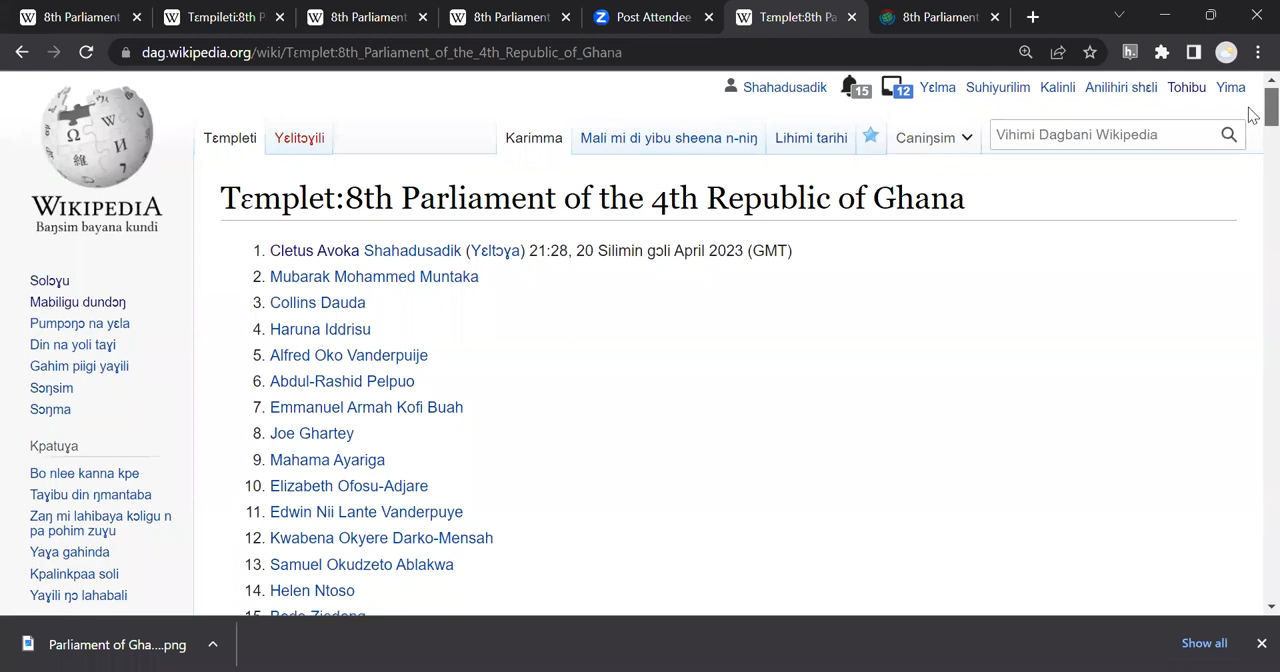 8th Parliament
Tɛmpileti:8th P
8th Parliament
8th Parliament
Post Attendee
Tɛmplet:8th Pa
8th Parliament
dag.wikipedia.org/wiki/Tɛmplet:8th_Parliament_of_the_4th_Republic_of_Ghana
Shahadusadik 15 12 Yɛlma Suhiyurilim Kalinli Anilihiri shɛli Tohibu Yima
Tɛmpleti Yɛlitɔɣili Karimma Mali mi di yibu sheena n-niŋ Lihimi tarihi Caniŋsim Vihimi Dagbani Wikipedia
WIKIPEDIA
Baŋsim bayana kundi
Tɛmplet:8th Parliament of the 4th Republic of Ghana
1. Cletus Avoka Shahadusadik (Yɛltɔɣa) 21:28, 20 Silimin gɔli April 2023 (GMT)
2. Mubarak Mohammed Muntaka
3. Collins Dauda
4. Haruna Iddrisu
5. Alfred Oko Vanderpuije
6. Abdul-Rashid Pelpuo
7. Emmanuel Armah Kofi Buah
8. Joe Ghartey
9. Mahama Ayariga
10. Elizabeth Ofosu-Adjare
11. Edwin Nii Lante Vanderpuye
12. Kwabena Okyere Darko-Mensah
13. Samuel Okudzeto Ablakwa
14. Helen Ntoso
Solɔɣu
Mabiligu dundɔŋ
Pumpɔŋɔ na yɛla
Din na yoli taɣi
Gahim piigi yaɣili
Sɔŋsim
Sɔŋma
Kpatuɣa
Bo nlee kanna kpe
Taɣibu din ŋmantaba
Zaŋ mi lahibaya kɔligu n
pa pohim zuɣu
Yaɣa gahinda
Kpalinkpaa soli
Yaɣili ŋɔ lahabali
Parliament of Gha....png
Show all